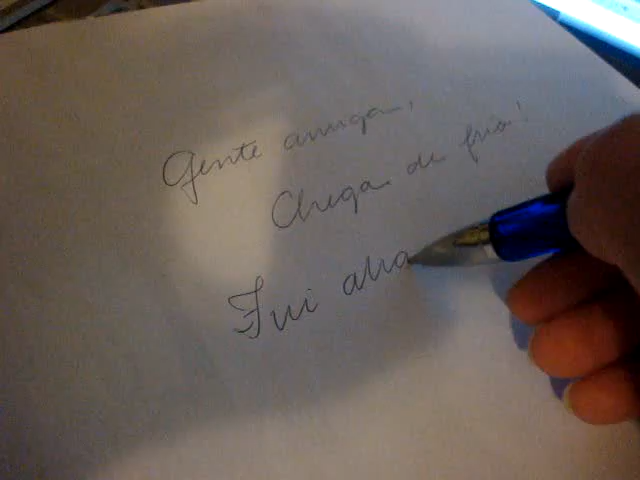 Gente amiga,
Chega de frio!
Fui